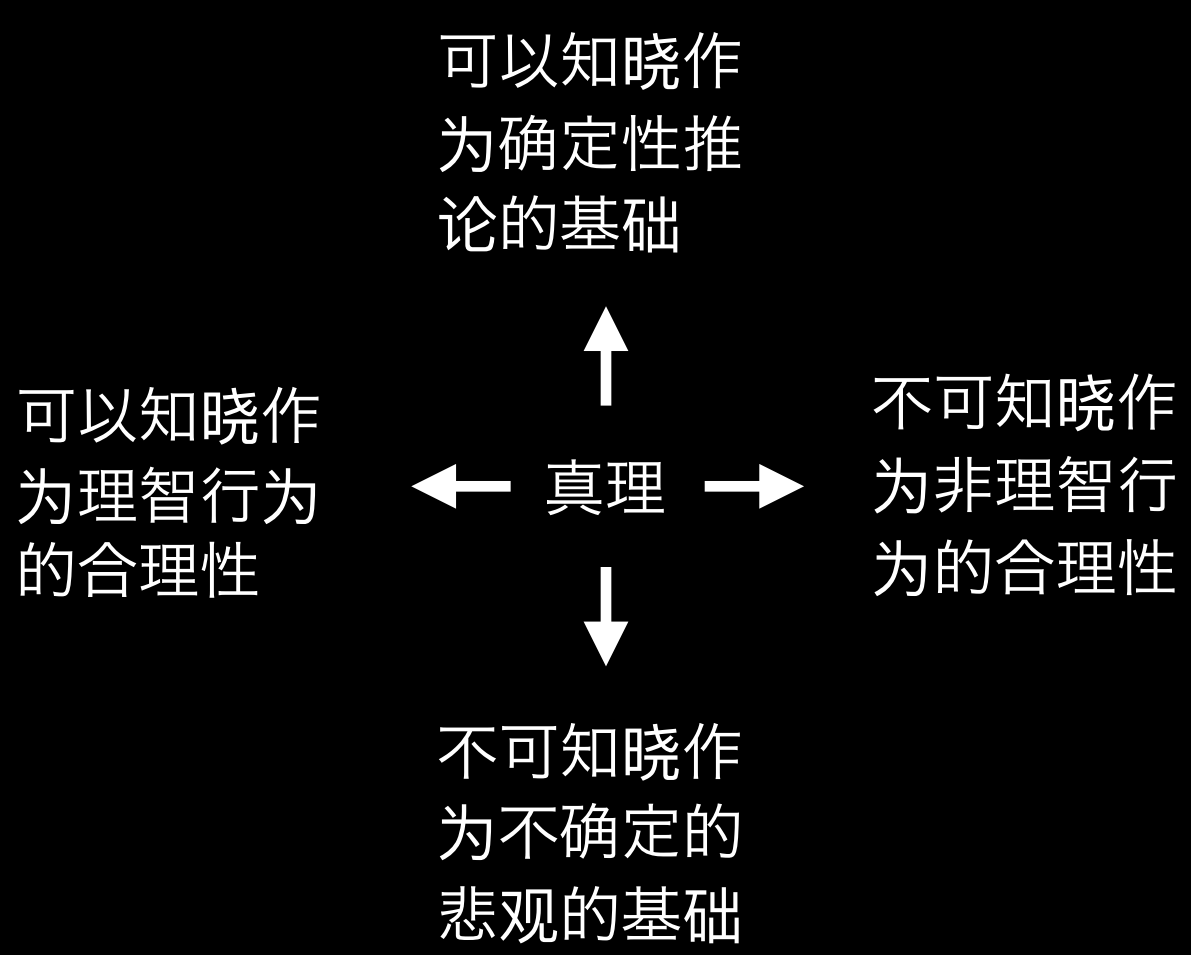 可以知晓作
为确定性推
论的基础
可以知晓作
为理智行为
的合理性
真理
不可知晓作
为非理智行
为的合理性
不可知晓作
为不确定的
悲观的基础